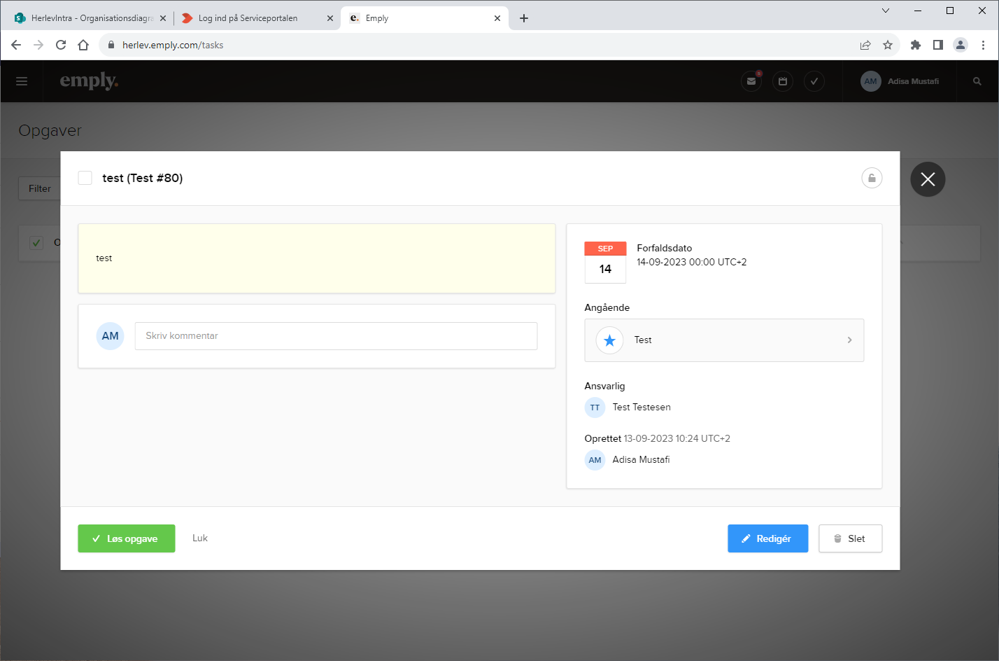 HerlevIntra - Organisationsdiagra
Log ind på Serviceportalen
e. Emply
herlev.emply.com/tasks
emply.
5
AM Adisa Mustafi
Opgaver
Filter
test (Test #80)
test
AM Skriv kommentar
SEP
14
Forfaldsdato
14-09-2023 00:00 UTC+2
Angående
Test
Ansvarlig
TT Test Testesen
Oprettet 13-09-2023 10:24 UTC+2
AM Adisa Mustafi
Løs opgave
Luk
Redigér
Slet